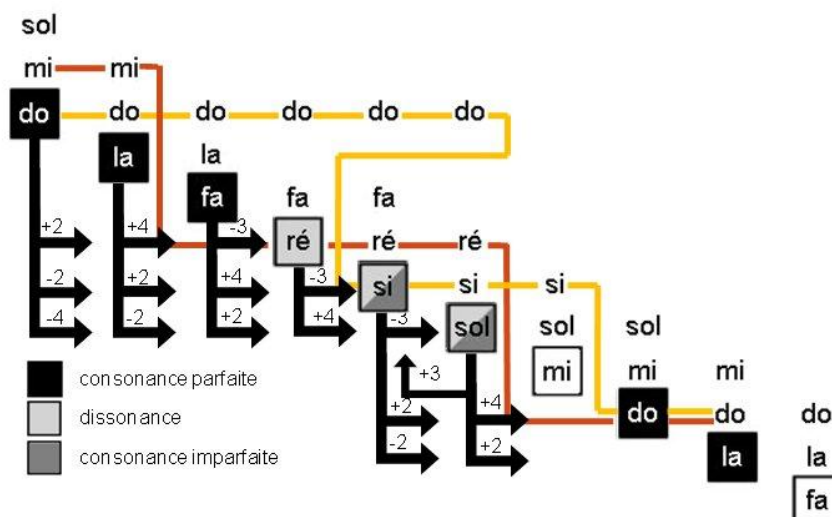 sol
mi mi
do do do do do do
la la
fa fa fa
+2 +4 -3 ré ré ré
-2 +2 +4 -3 si si si
-4 -2 +2 +4 -3 sol sol sol
consonance parfaite +3 mi mi mi
dissonance +2 +4 do do do
consonance imparfaite -2 +2 la la
fa